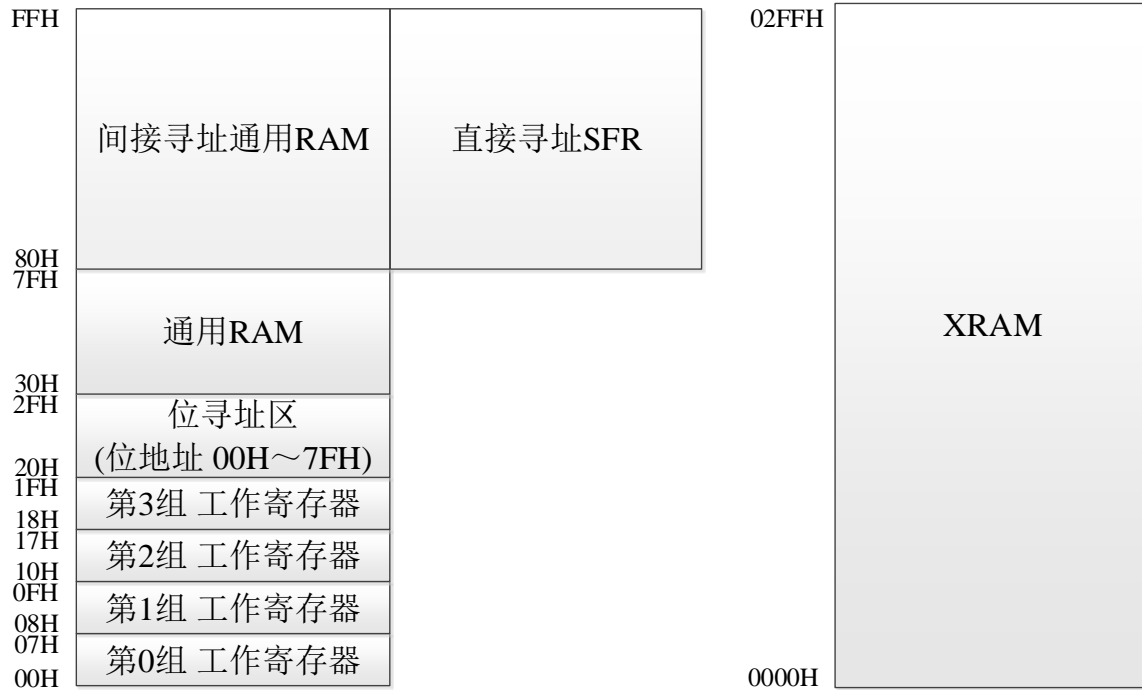 FFH
02FFH
间接寻址通用RAM
直接寻址SFR
80H
7FH
通用RAM
XRAM
30H
2FH
位寻址区
(位地址 00H～7FH)
20H
1FH
第3组 工作寄存器
18H
17H
第2组 工作寄存器
10H
0FH
第1组 工作寄存器
08H
07H
第0组 工作寄存器
00H
0000H